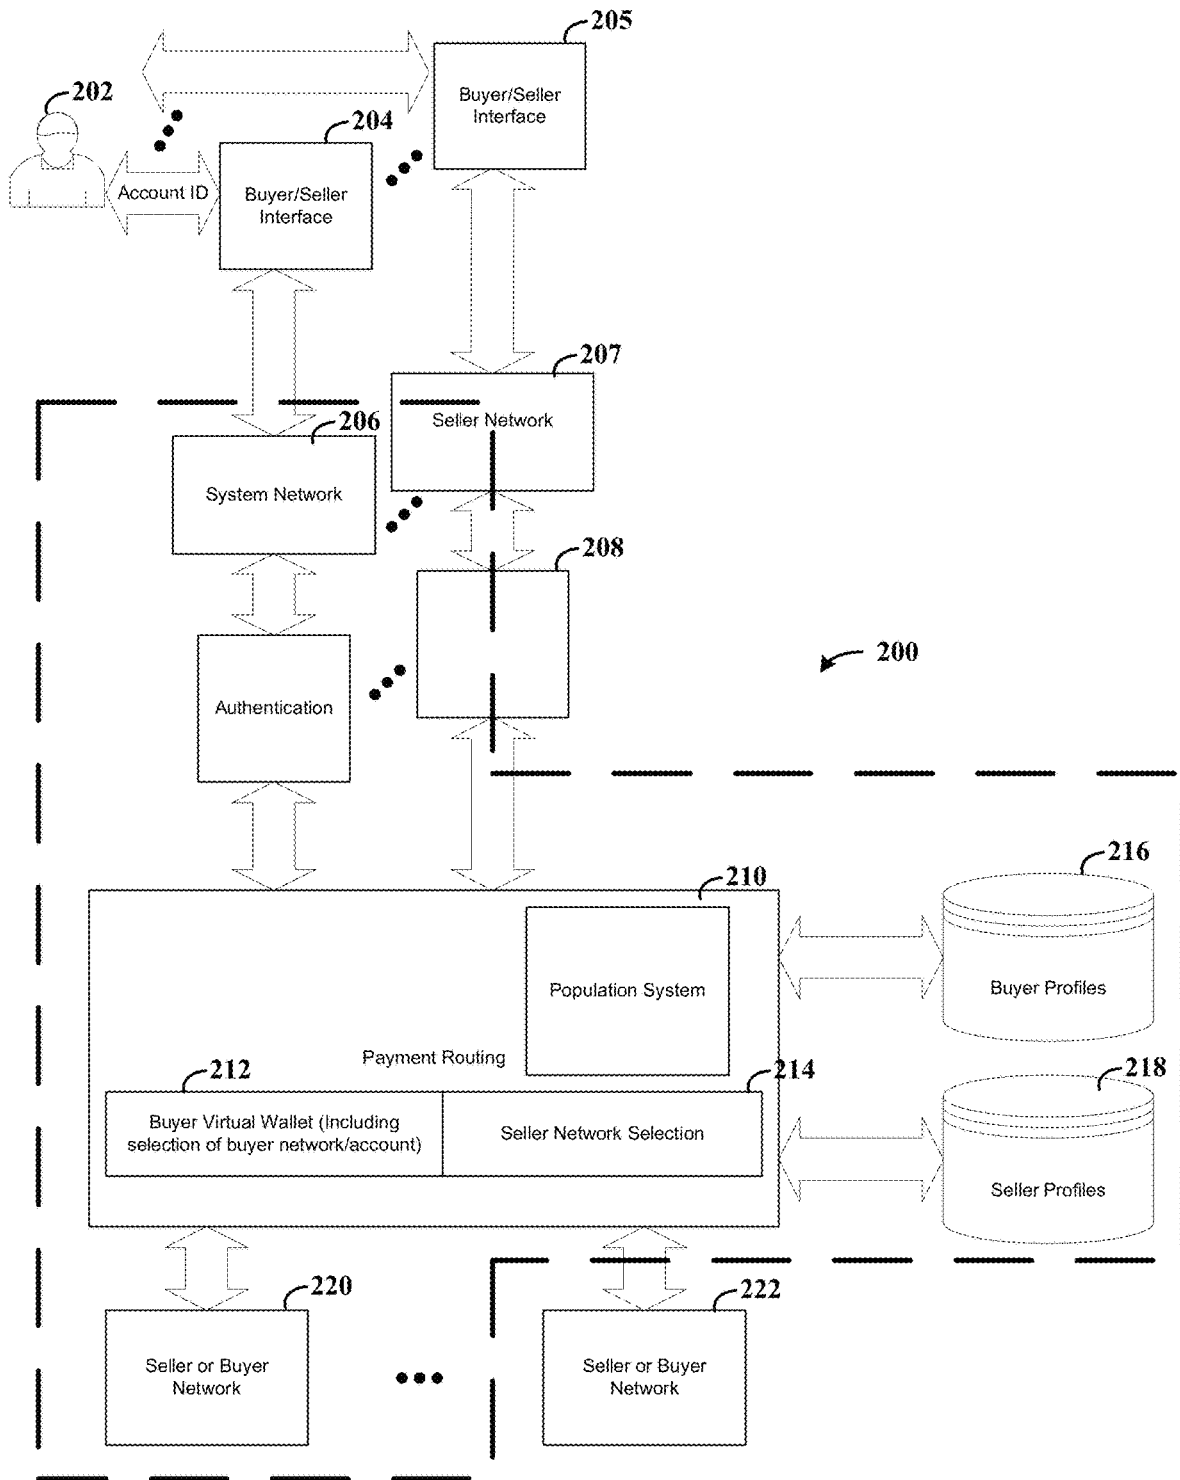 205
Buyer/Seller
Interface
202
204
Account ID
Buyer/Seller
Interface
207
Seller Network
206
System Network
208
200
Authentication
210
216
Population System
Buyer Profiles
Payment Routing
212
214
218
Buyer Virtual Wallet (Including
selection of buyer network/account)
Seller Network Selection
Seller Profiles
220
222
Seller or Buyer
Network
Seller or Buyer
Network